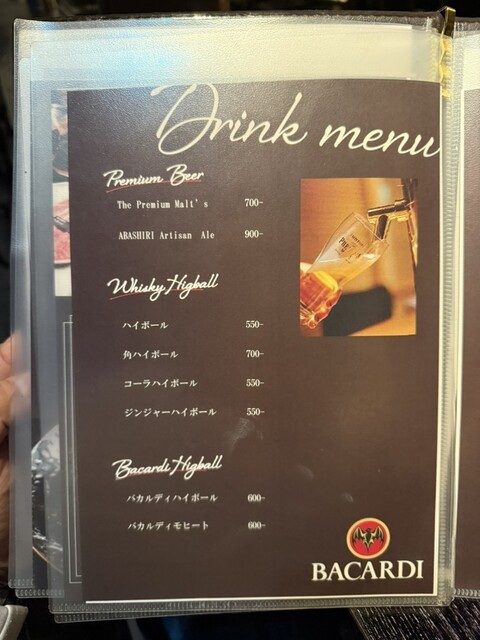 Drink menu
Premium Beer
The Premium Malt's 700-
ABASHIRI Artisan Ale 900-
Whisky Higball
ハイボール 550-
角ハイボール 700-
コーラハイボール 550-
ジンジャーハイボール 550-
Bacardi Higball
バカルディハイボール 600-
バカルディモヒート 600-
BACARDI